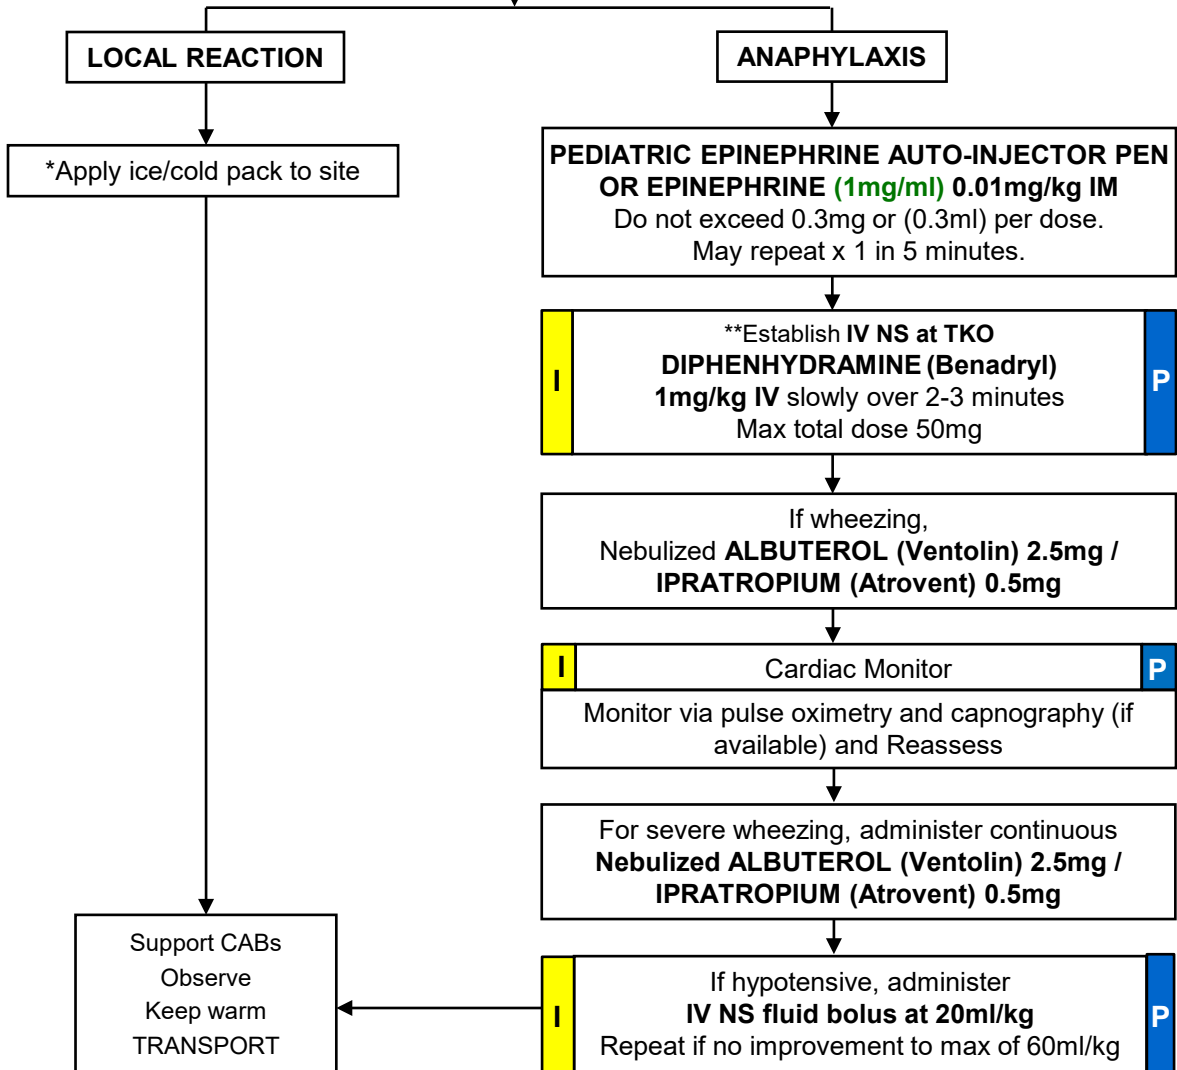 LOCAL REACTION
*Apply ice/cold pack to site
ANAPHYLAXIS
PEDIATRIC EPINEPHRINE AUTO-INJECTOR PEN
OR EPINEPHRINE (1mg/ml) 0.01mg/kg IM
Do not exceed 0.3mg or (0.3ml) per dose.
May repeat x 1 in 5 minutes.
I
**Establish IV NS at TKO
DIPHENHYDRAMINE (Benadryl)
1mg/kg IV slowly over 2-3 minutes
Max total dose 50mg
P
If wheezing,
Nebulized ALBUTEROL (Ventolin) 2.5mg /
IPRATROPIUM (Atrovent) 0.5mg
I
Cardiac Monitor
P
Monitor via pulse oximetry and capnography (if
available) and Reassess
For severe wheezing, administer continuous
Nebulized ALBUTEROL (Ventolin) 2.5mg /
IPRATROPIUM (Atrovent) 0.5mg
I
If hypotensive, administer
IV NS fluid bolus at 20ml/kg
Repeat if no improvement to max of 60ml/kg
P
Support CABs
Observe
Keep warm
TRANSPORT